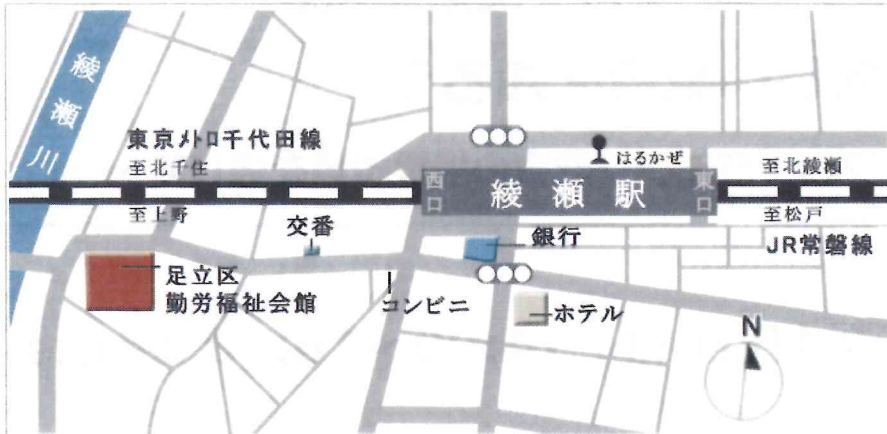 綾瀬川
東京メトロ千代田線
至北千住
至上野
はるかぜ
西口
綾瀬駅
東口
至北綾瀬
至松戸
JR常磐線
交番
銀行
足立区
勤労福祉会館
コンビニ
ホテル
N